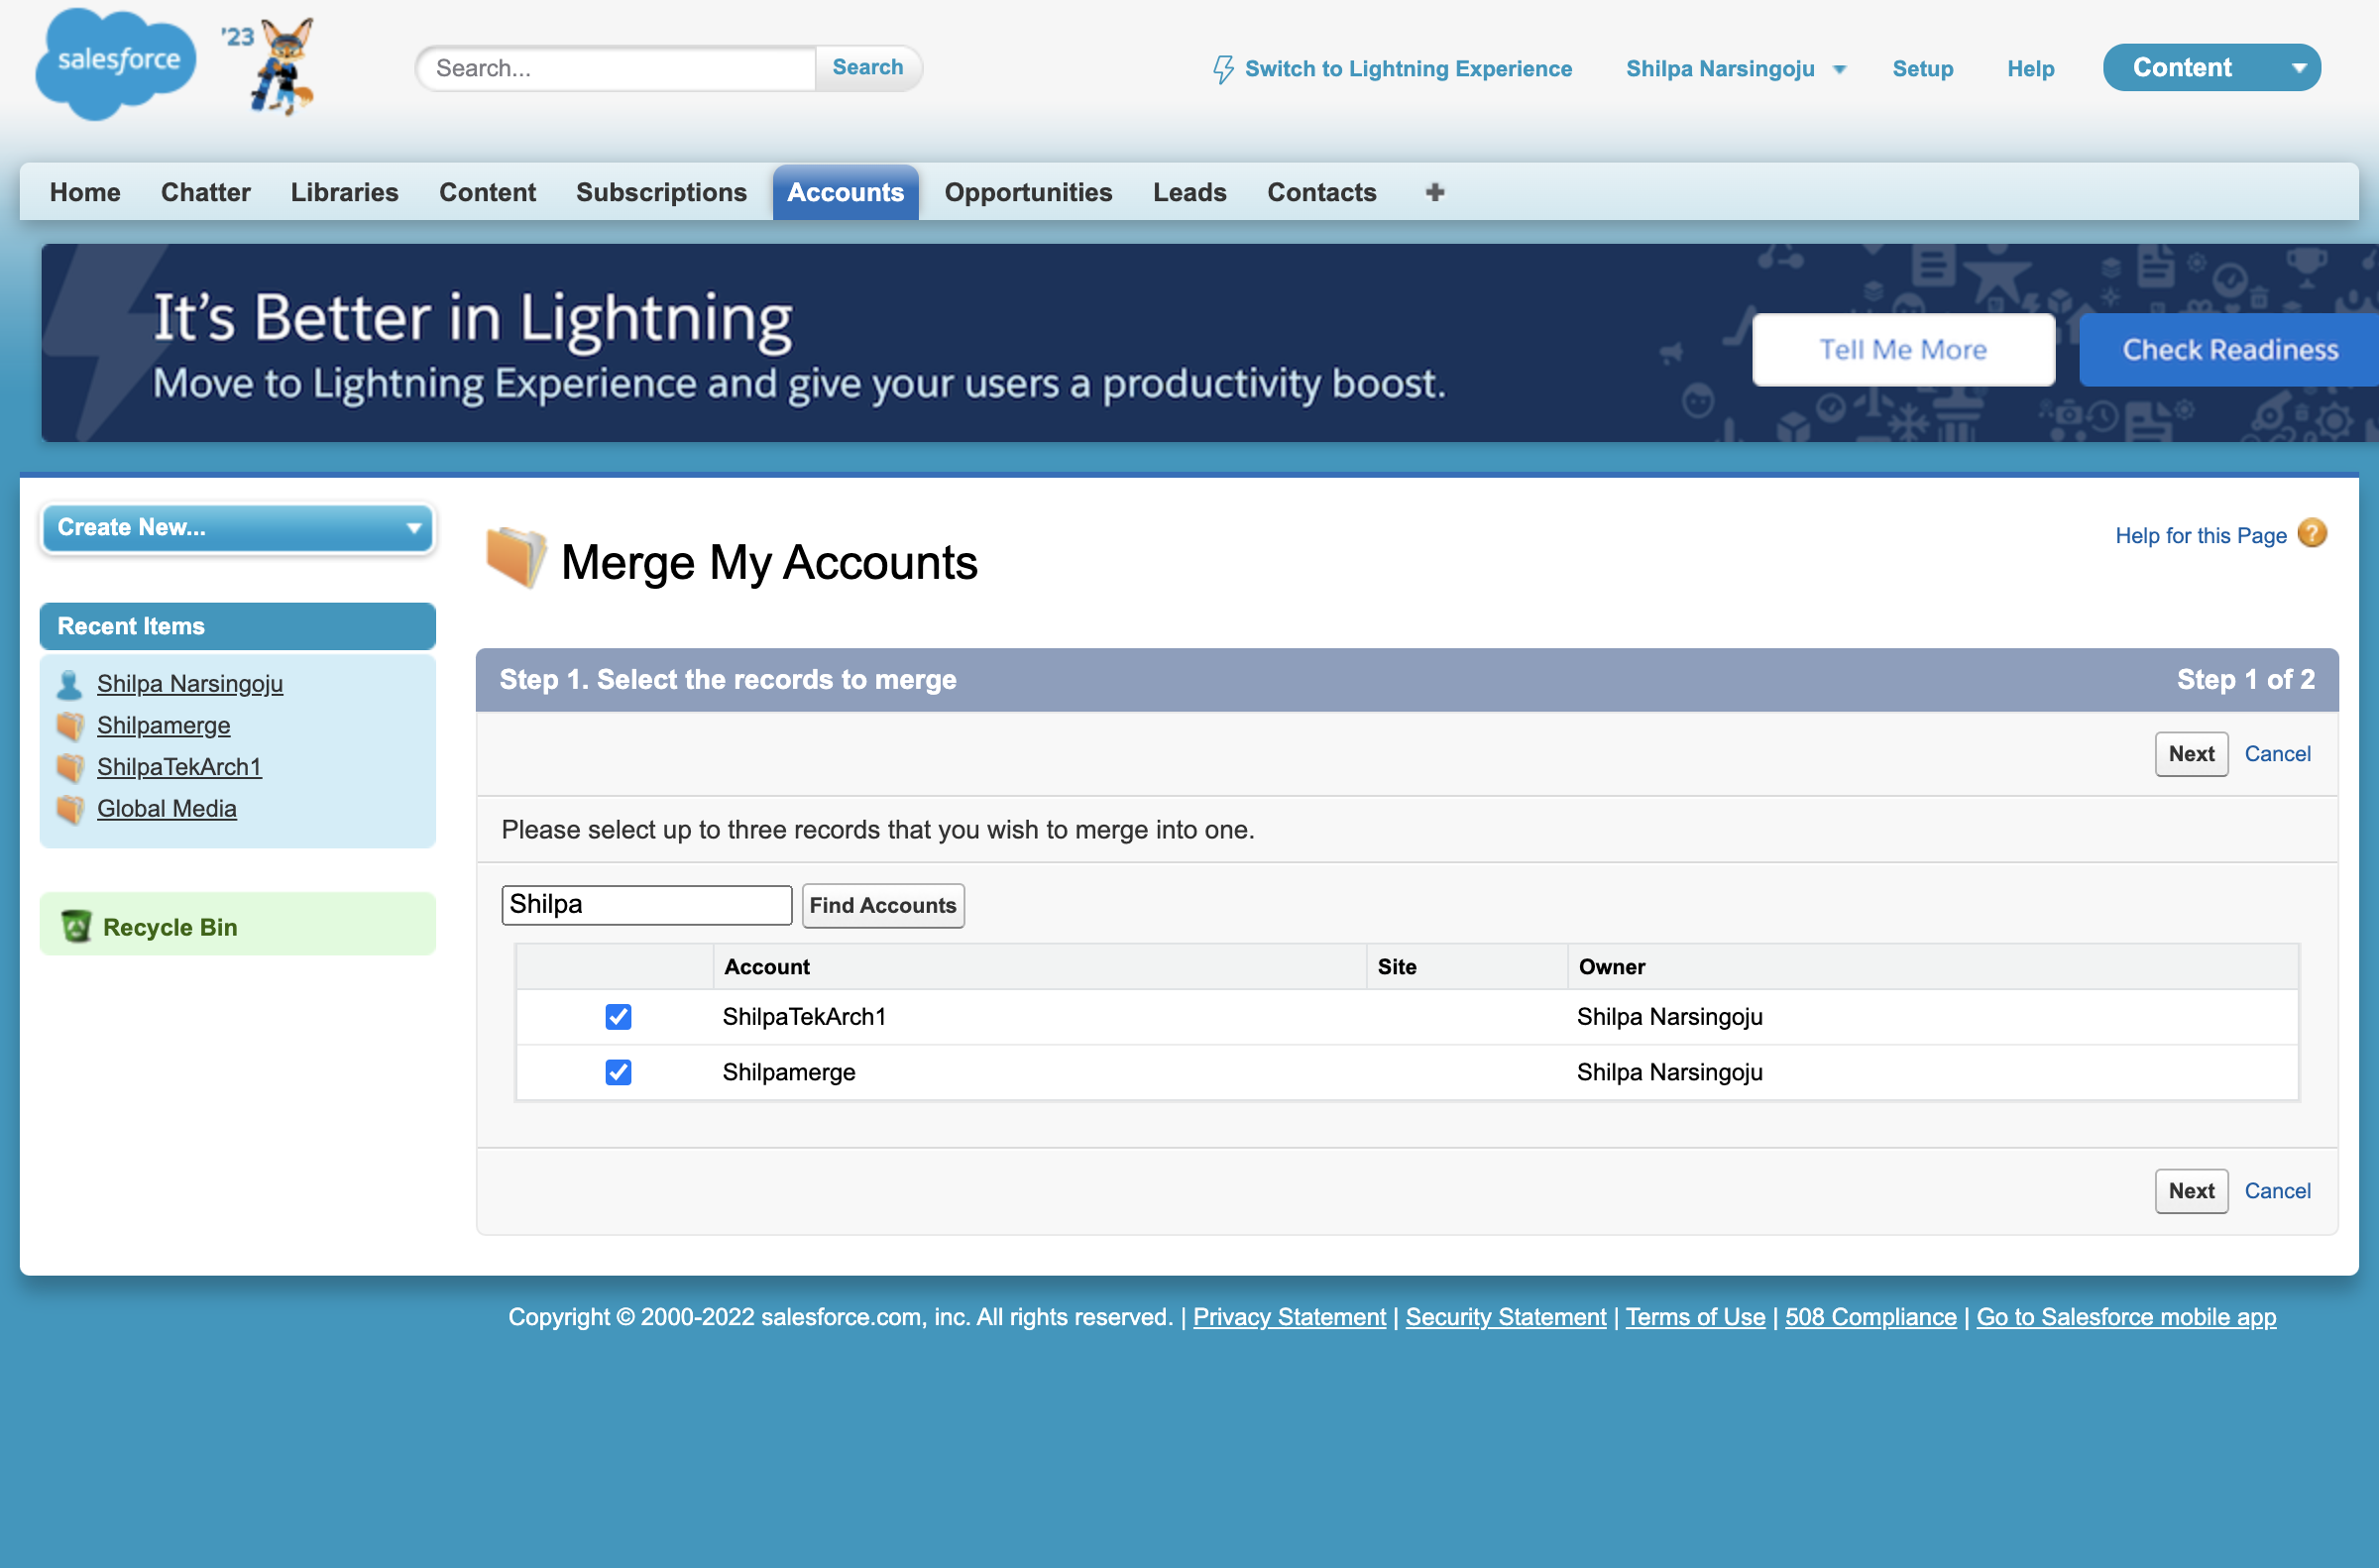 salesforce
'23
Search...
Search
Switch to Lightning Experience
Shilpa Narsingoju
Setup
Help
Content
Home
Chatter
Libraries
Content
Subscriptions
Accounts
Opportunities
Leads
Contacts
It's Better in Lightning
Move to Lightning Experience and give your users a productivity boost.
Tell Me More
Check Readiness
Create New...
Recent Items
Shilpa Narsingoju
Shilpamerge
ShilpaTekArch1
Global Media
Recycle Bin
Merge My Accounts
Help for this Page ?
Step 1. Select the records to merge
Step 1 of 2
Next
Cancel
Please select up to three records that you wish to merge into one.
Shilpa
Find Accounts
Account Site Owner
ShilpaTekArch1 Shilpa Narsingoju
Shilpamerge Shilpa Narsingoju
Next
Cancel
Copyright © 2000-2022 salesforce.com, inc. All rights reserved. | Privacy Statement | Security Statement | Terms of Use | 508 Compliance | Go to Salesforce mobile app